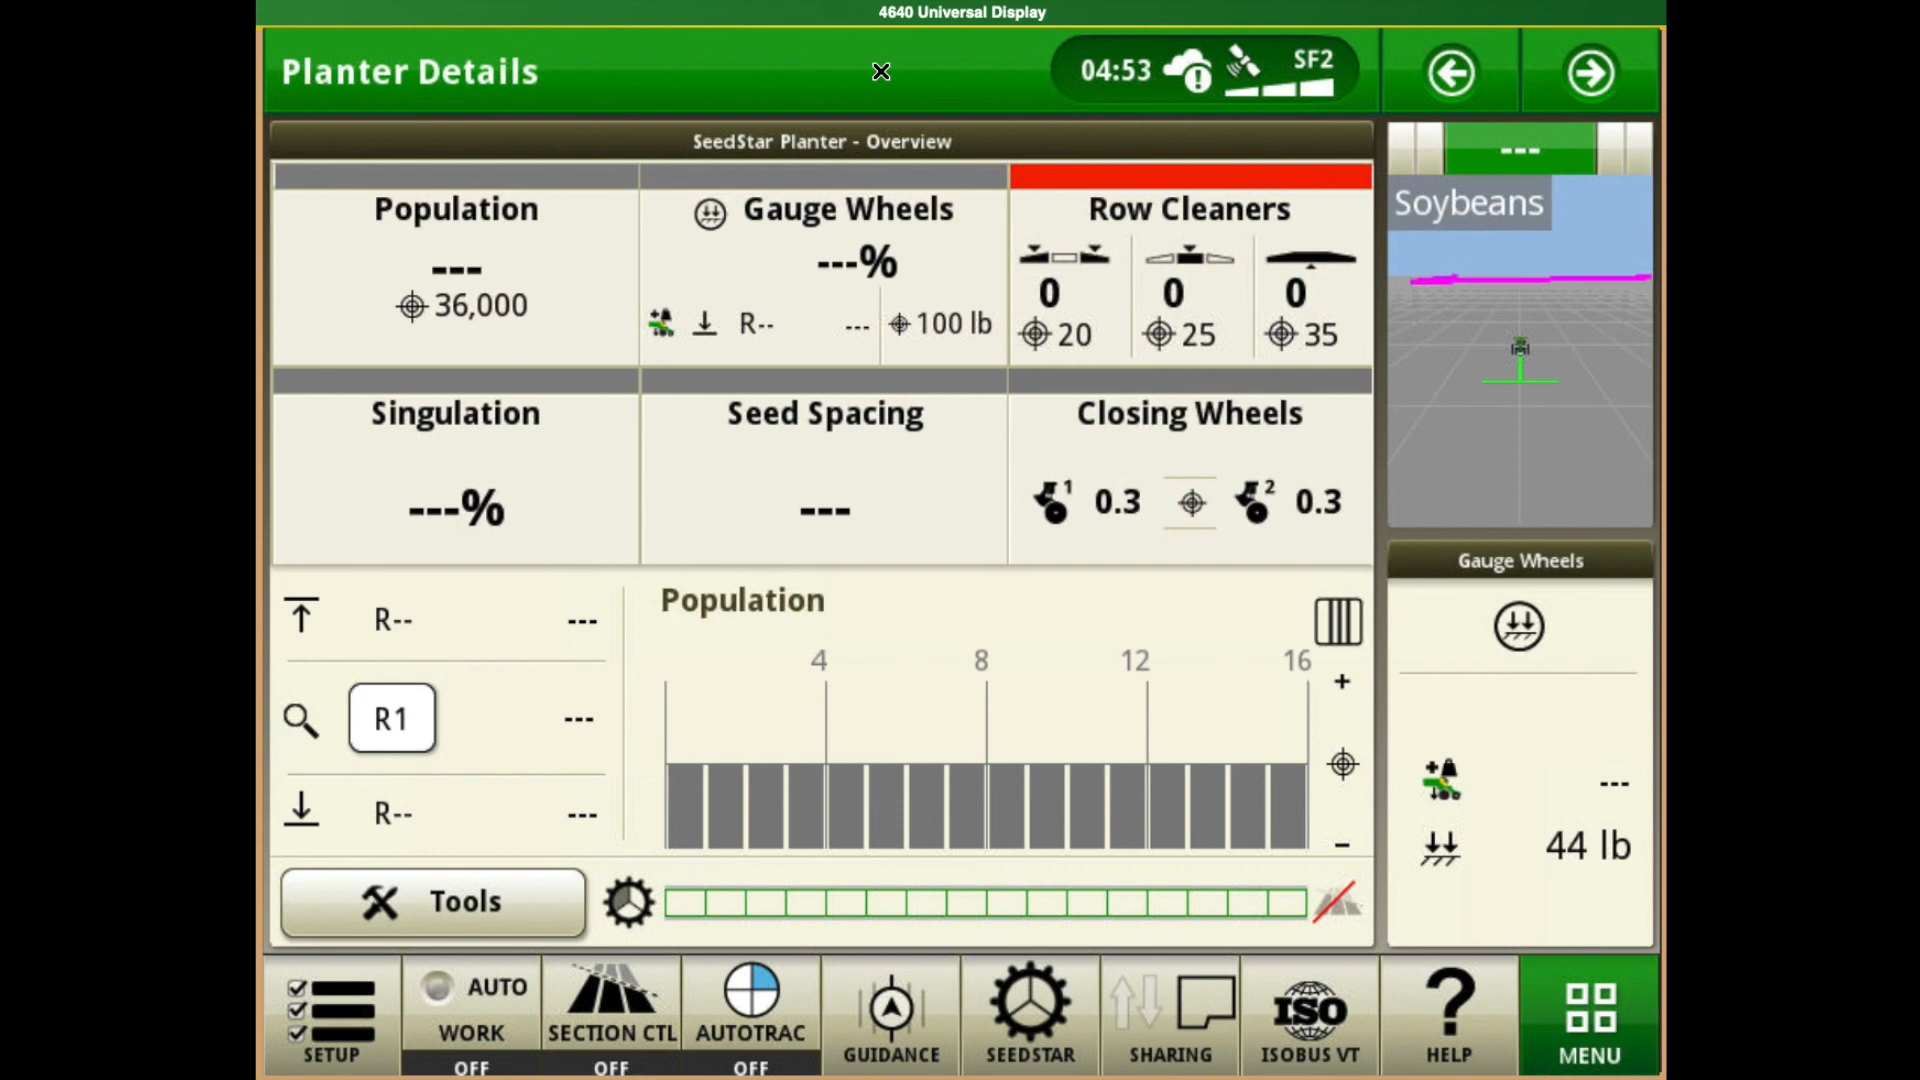 4640 Universal Display
Planter Details
04:53
SF2
SeedStar Planter - Overview
Population
---
36,000
Gauge Wheels
---%
R--
---
100 lb
Row Cleaners
0
0
0
20
25
35
Singulation
---%
Seed Spacing
---
Closing Wheels
1
0.3
2
0.3
---
Soybeans
R--
---
R1
---
R--
---
Population
4
8
12
16
+
-
Gauge Wheels
---
44 lb
Tools
SETUP
AUTO
WORK
OFF
SECTION CTL
OFF
AUTOTRAC
OFF
GUIDANCE
SEEDSTAR
SHARING
ISO
ISOBUS VT
?
HELP
MENU